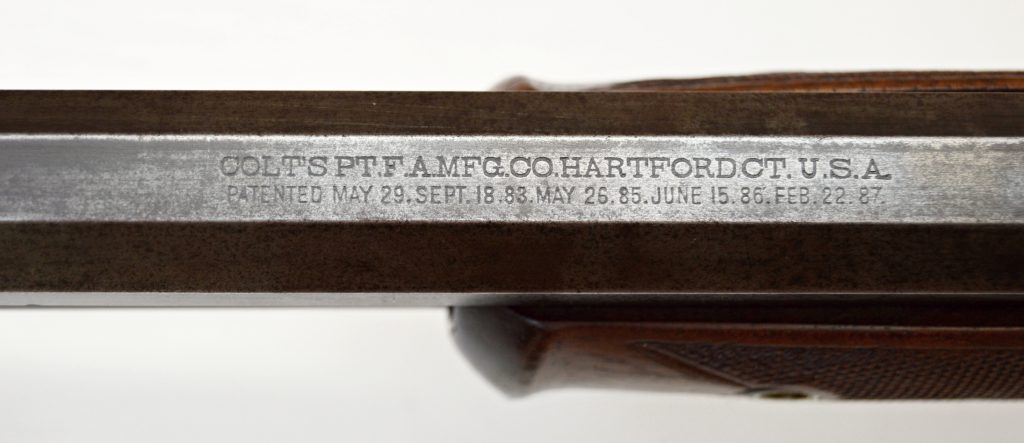 COLT'S PT. F. A. MFG. CO. HARTFORD. CT. U. S. A.
PATENTED MAY 29. SEPT. 18. 83. MAY 26. 85. JUNE 15. 86. FEB. 22. 87.